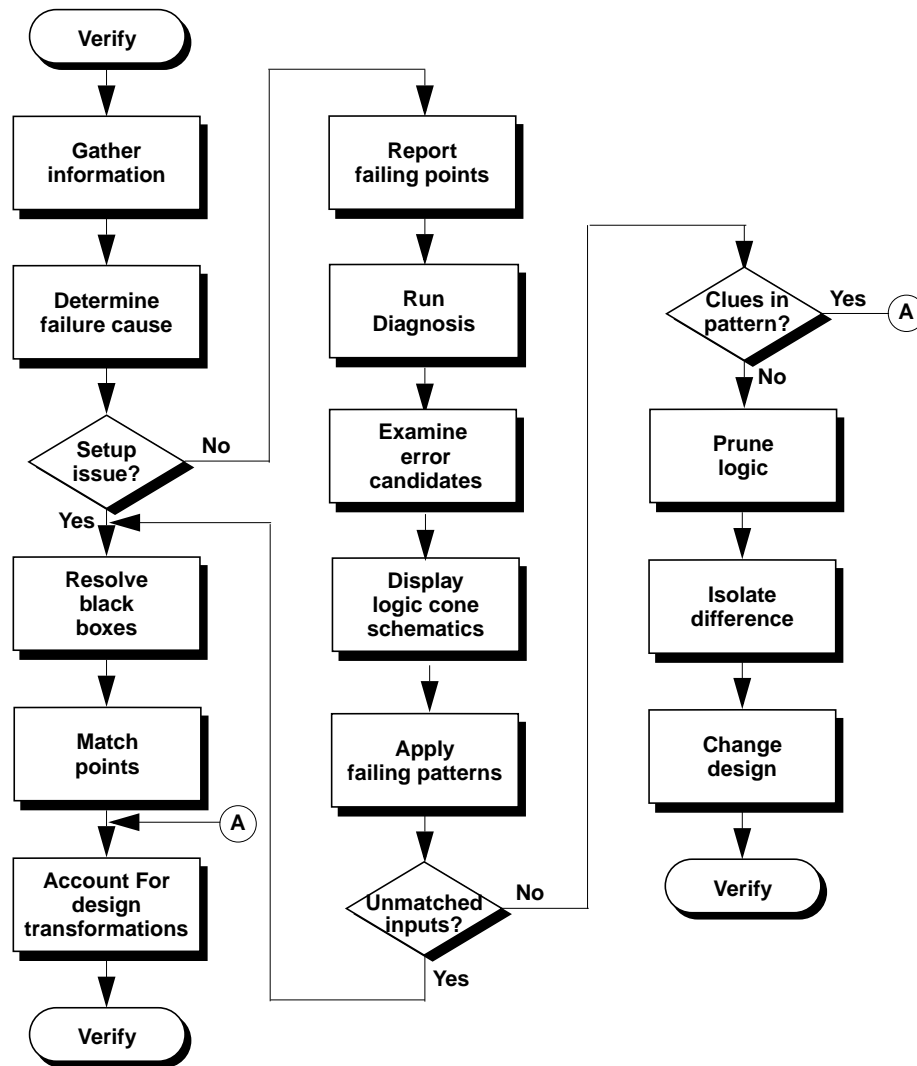 Verify
Gather
information
Determine
failure cause
Setup
issue?
No
Yes
Resolve
black
boxes
Match
points
A
Account For
design
transformations
Verify
Report
failing points
Run
Diagnosis
Examine
error
candidates
Display
logic cone
schematics
Apply
failing patterns
Unmatched
inputs?
No
Yes
Clues in
pattern?
Yes
A
No
Prune
logic
Isolate
difference
Change
design
Verify